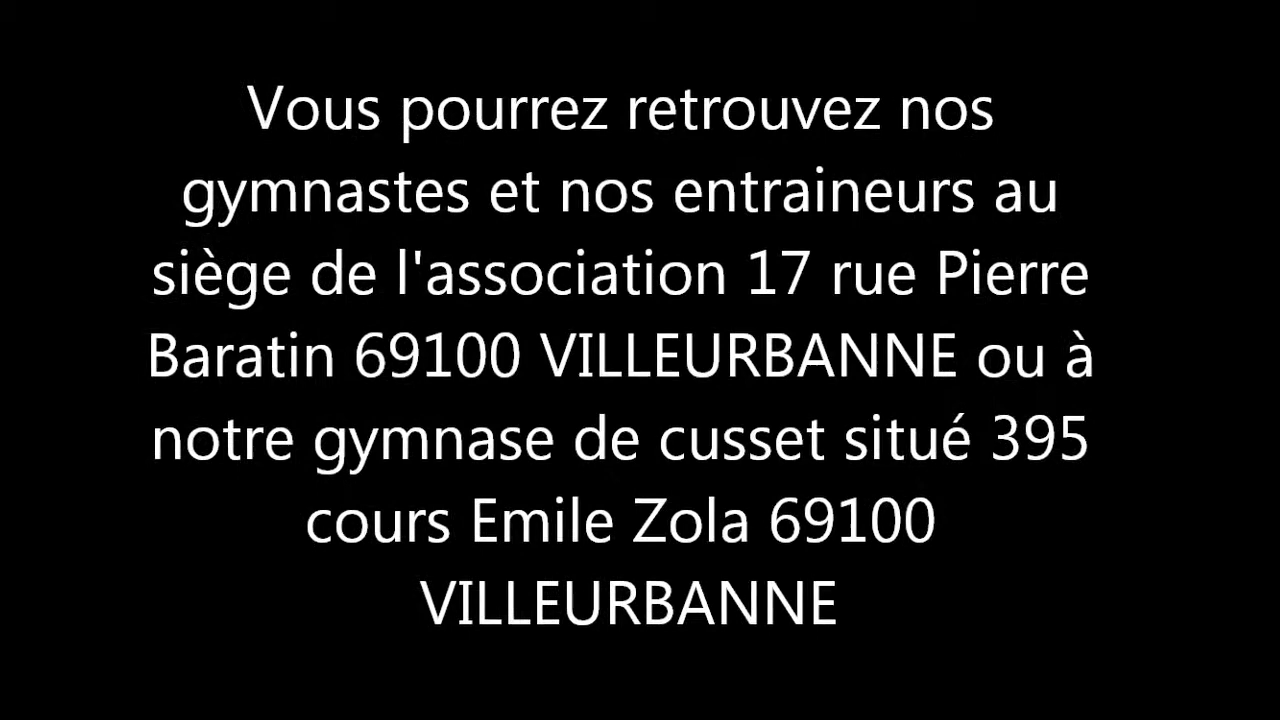 Vous pourrez retrouvez nos
gymnastes et nos entraineurs au
siège de l'association 17 rue Pierre
Baratin 69100 VILLEURBANNE ou à
notre gymnase de cusset situé 395
cours Emile Zola 69100
VILLEURBANNE